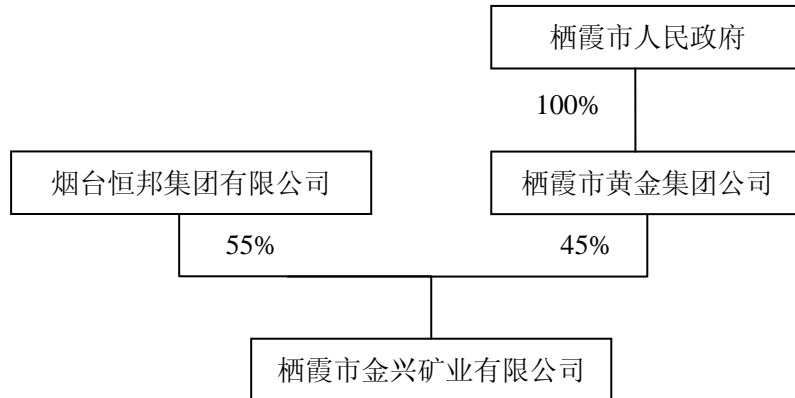 栖霞市人民政府
100%
烟台恒邦集团有限公司
栖霞市黄金集团公司
55%
45%
栖霞市金兴矿业有限公司